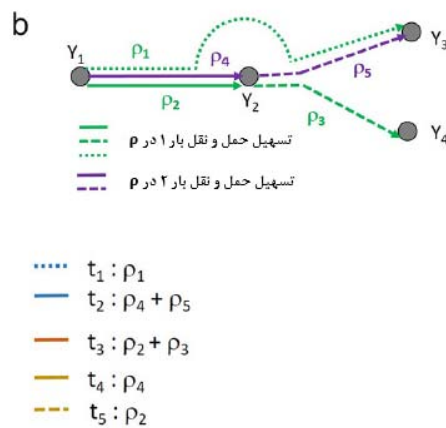 b
Y₁
ρ₁
ρ₄
Y₂
ρ₂
ρ₅
ρ₃
Y₃
Y₄
تسهیل حمل و نقل بار ۱ در ρ
تسهیل حمل و نقل بار ۲ در ρ
t₁ : ρ₁
t₂ : ρ₄ + ρ₅
t₃ : ρ₂ + ρ₃
t₄ : ρ₄
t₅ : ρ₂